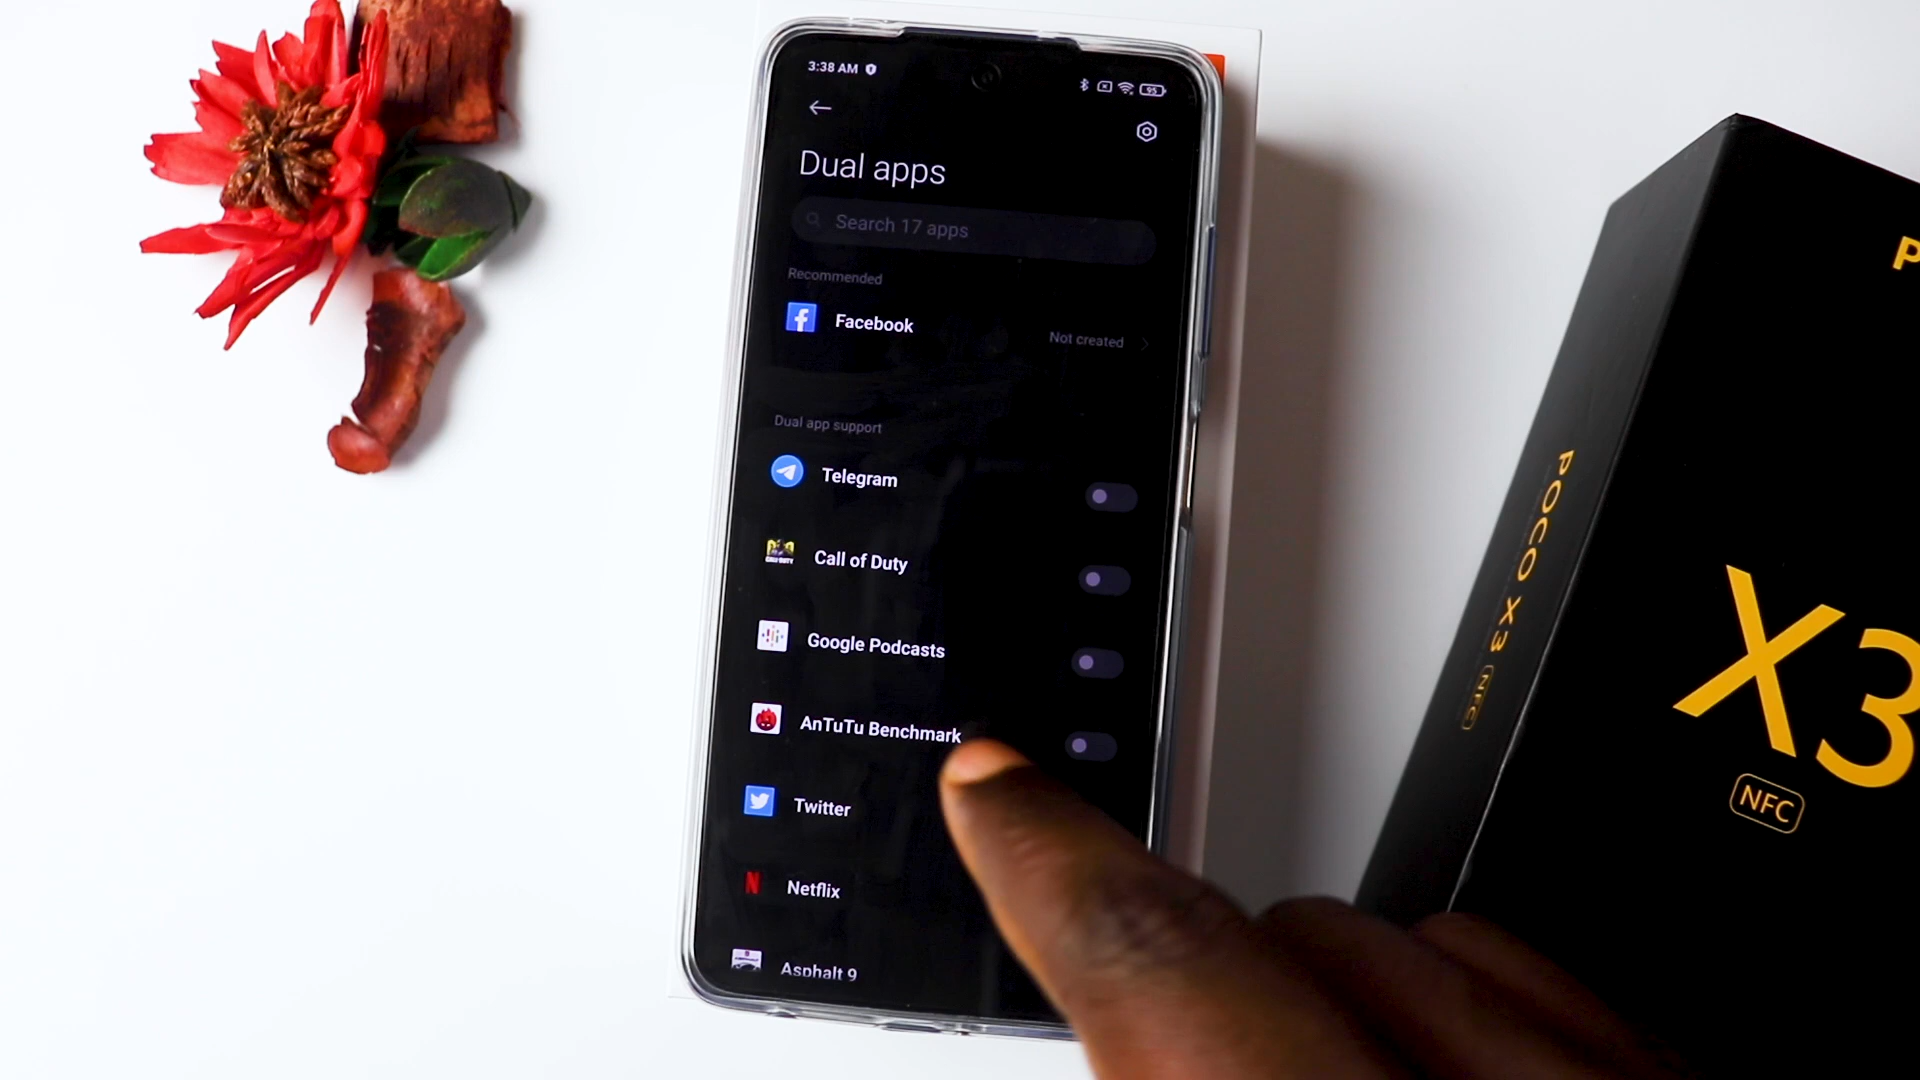 3:38 AM
95
Dual apps
Search 17 apps
Recommended
Facebook
Not created
Dual app support
Telegram
Call of Duty
Google Podcasts
AnTuTu Benchmark
Twitter
Netflix
Asphalt 9
POCO X3 NFC
P
X3
NFC